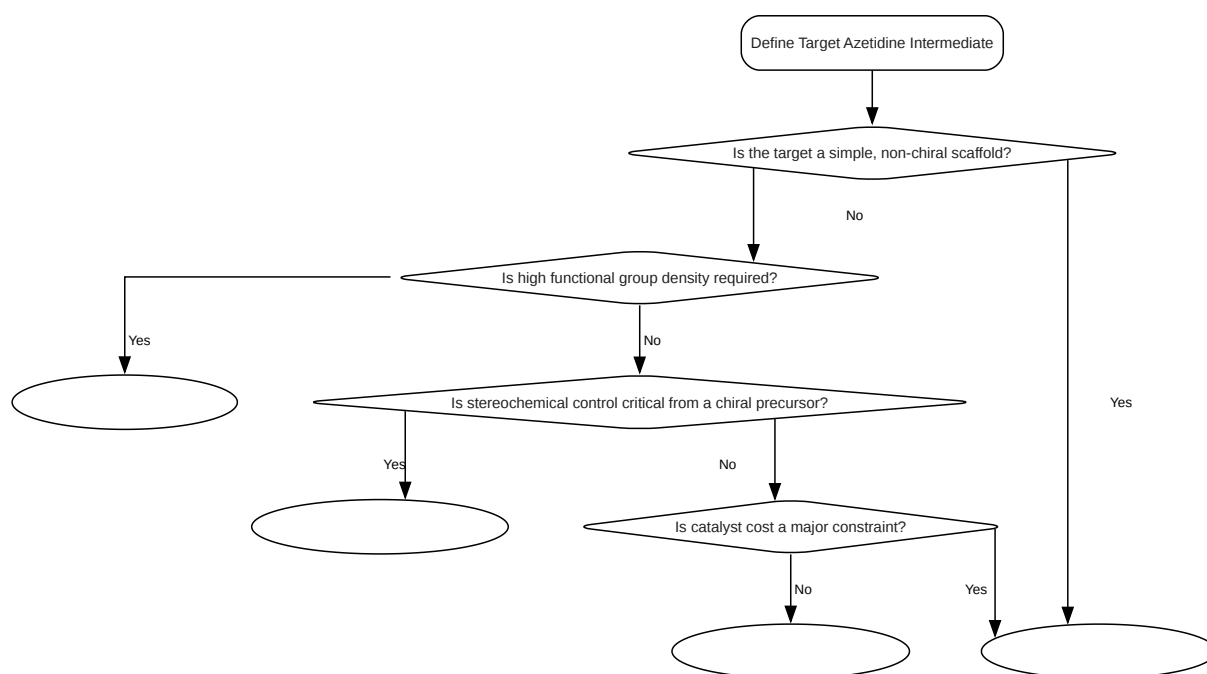 Define Target Azetidine Intermediate
Is the target a simple, non-chiral scaffold?
No
Is high functional group density required?
Yes
No
Is stereochemical control critical from a chiral precursor?
Yes
Yes
No
Is catalyst cost a major constraint?
No
Yes